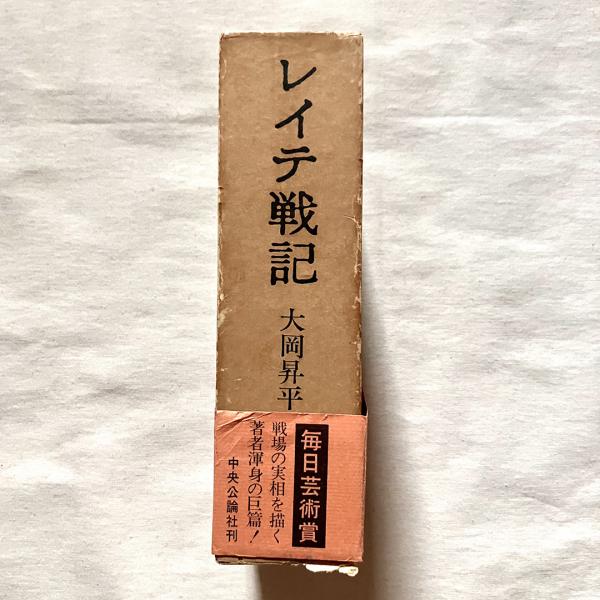 レイテ戦記
大岡昇平
毎日芸術賞
戦場の実相を描く
著者渾身の巨篇!
中央公論社刊